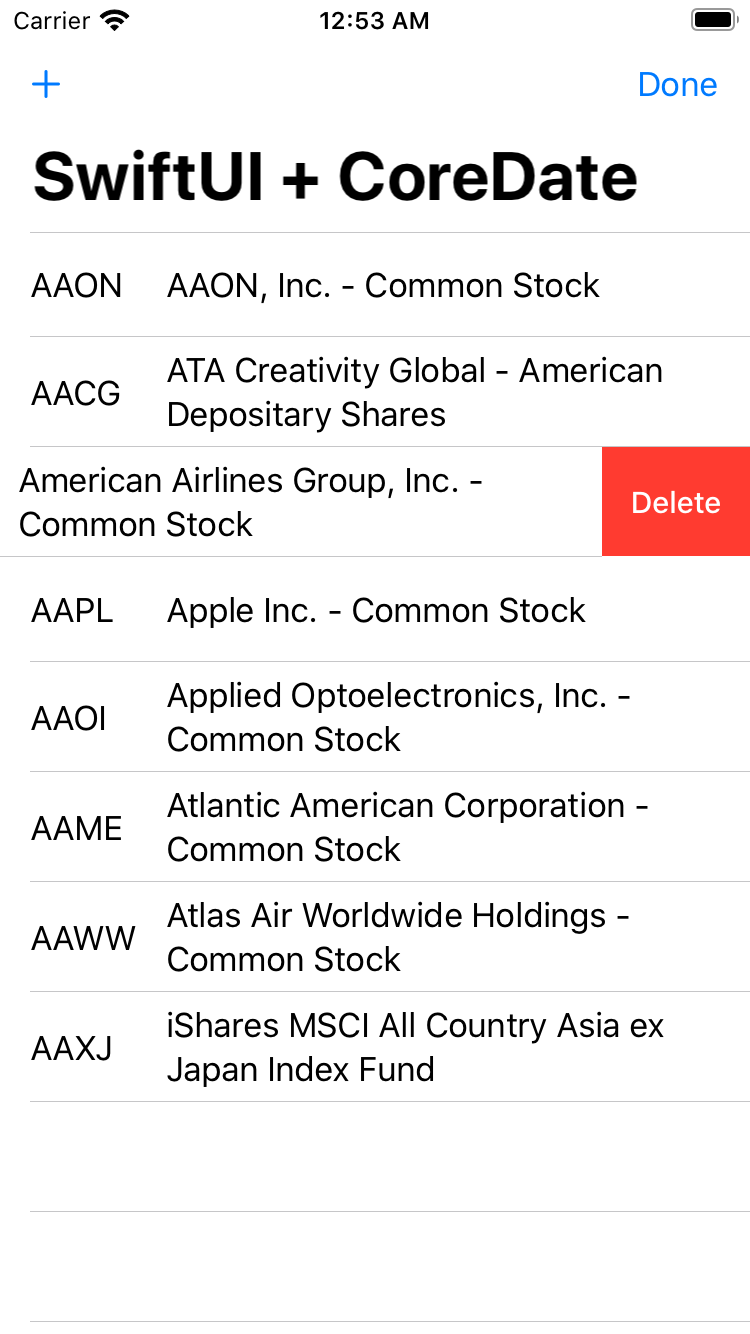 Carrier 12:53 AM
+ Done
SwiftUI + CoreDate
AAON AAON, Inc. - Common Stock
AACG ATA Creativity Global - American
Depositary Shares
American Airlines Group, Inc. -
Common Stock
Delete
AAPL Apple Inc. - Common Stock
AAOI Applied Optoelectronics, Inc. -
Common Stock
AAME Atlantic American Corporation -
Common Stock
AAWW Atlas Air Worldwide Holdings -
Common Stock
AAXJ iShares MSCI All Country Asia ex
Japan Index Fund